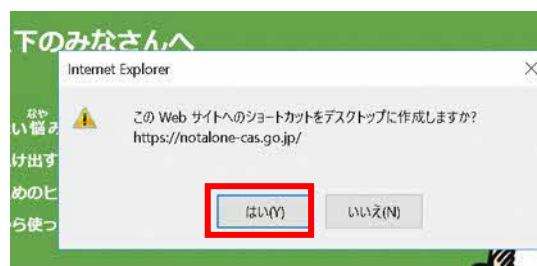 下のみなさんへ
Internet Explorer
なや
い悩み
この Web サイトへのショートカットをデスクトップに作成しますか?
https://notalone-cas.go.jp/
け出す
めのヒ
ら使っ
はい(Y)
いいえ(N)